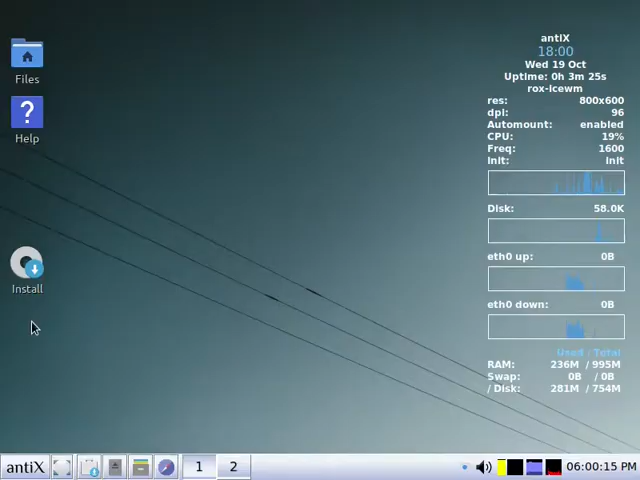 Files
Help
Install
antiX
18:00
Wed 19 Oct
Uptime: 0h 3m 25s
rox-icewm
res: 800x600
dpi: 96
Automount: enabled
CPU: 19%
Freq: 1600
Init: init
Disk: 58.0K
eth0 up: 0B
eth0 down: 0B
Used / Total
RAM: 236M / 995M
Swap: 0B / 0B
/ Disk: 281M / 754M
antiX 1 2 06:00:15 PM